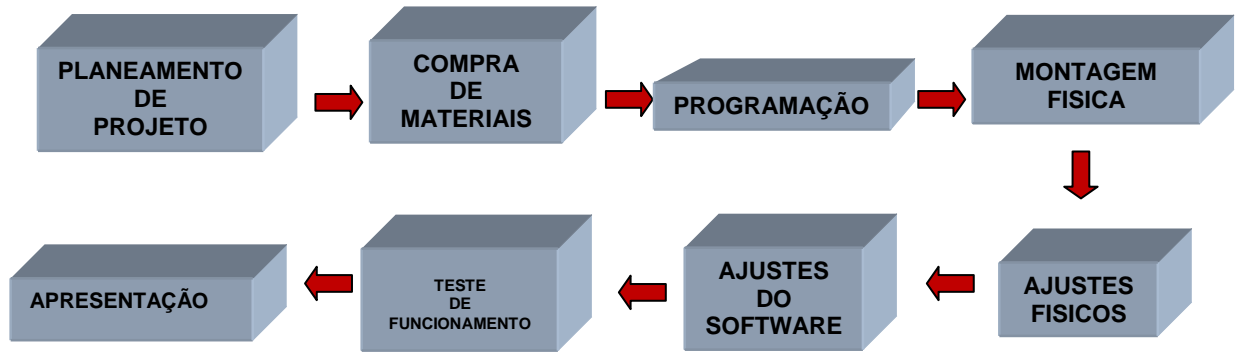 PLANEAMENTO
DE
PROJETO
COMPRA
DE
MATERIAIS
PROGRAMAÇÃO
MONTAGEM
FISICA
AJUSTES
FISICOS
AJUSTES
DO
SOFTWARE
TESTE
DE
FUNCIONAMENTO
APRESENTAÇÃO